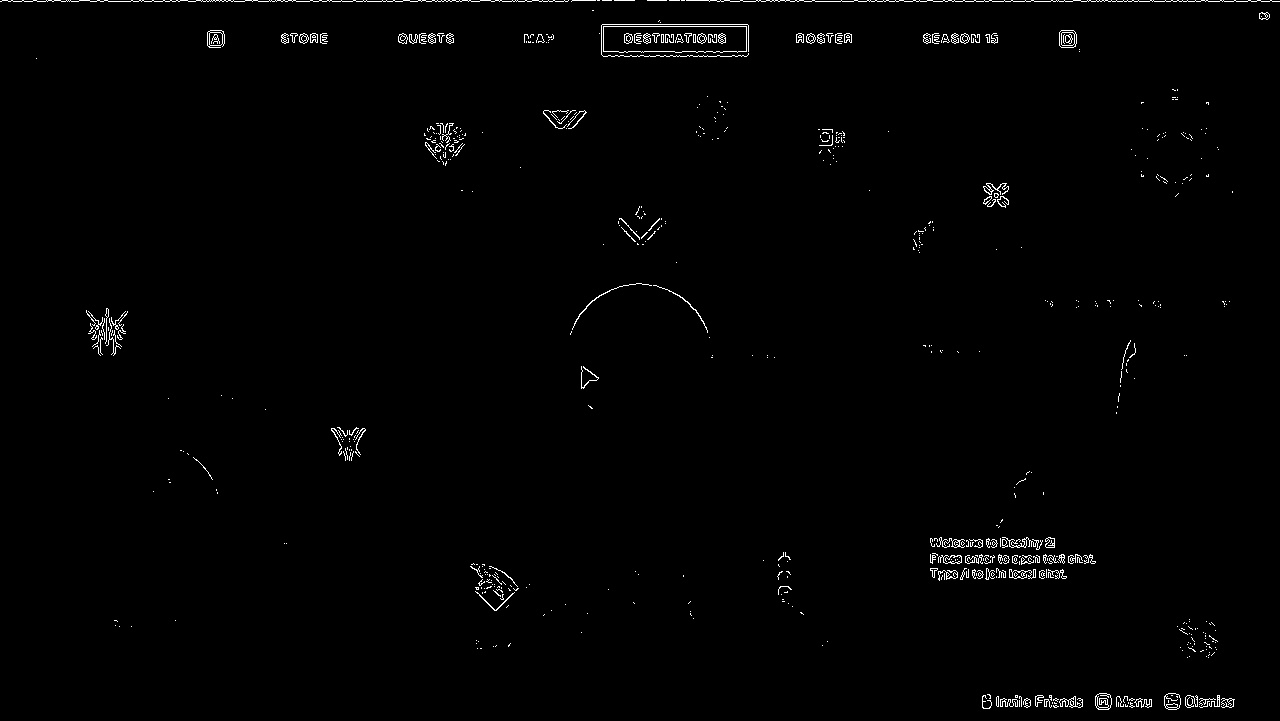 A STORE QUESTS MAP DESTINATIONS ROSTER SEASON 15 D
Welcome to Destiny 2!
Press enter to open text chat.
Type /l to join local chat.
Invite Friends Menu Dismiss